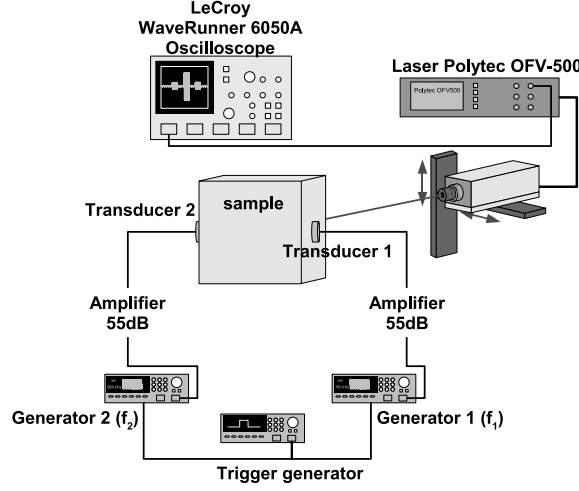 LeCroy
WaveRunner 6050A
Oscilloscope
Laser Polytec OFV-500
Polytec OFV500
Transducer 2
sample
Transducer 1
Amplifier
55dB
Amplifier
55dB
Generator 2 (f₂)
Generator 1 (f₁)
Trigger generator